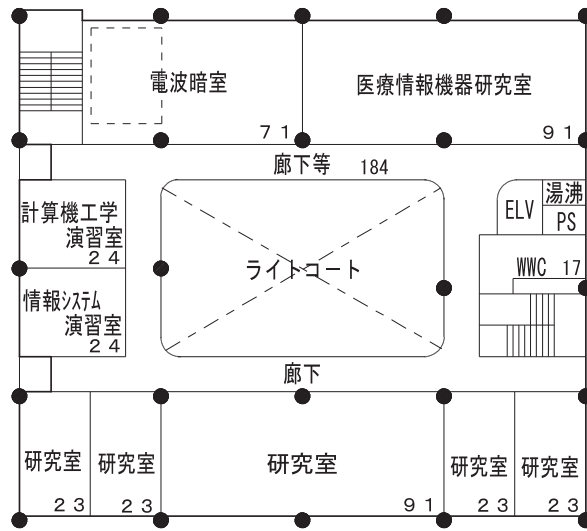 電波暗室
71
医療情報機器研究室
91
廊下等 184
計算機工学
演習室
24
ライトコート
ELV
湯沸
PS
WWC 17
情報システム
演習室
24
廊下
研究室
23
研究室
23
研究室
91
研究室
23
研究室
23